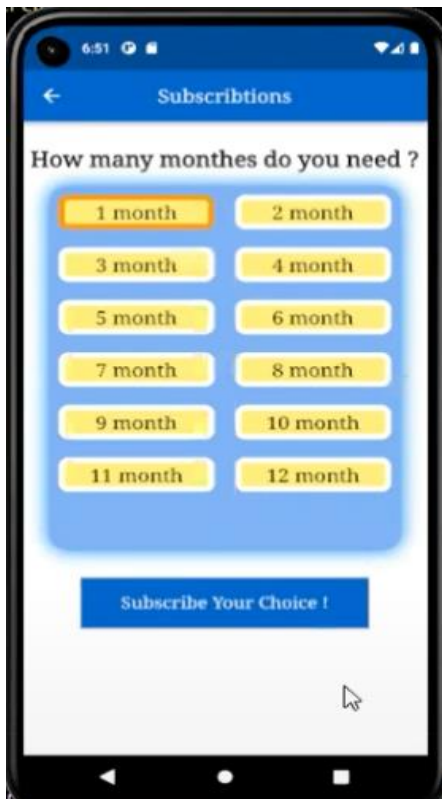 6:51
Subscribtions
How many monthes do you need ?
1 month 2 month
3 month 4 month
5 month 6 month
7 month 8 month
9 month 10 month
11 month 12 month
Subscribe Your Choice !